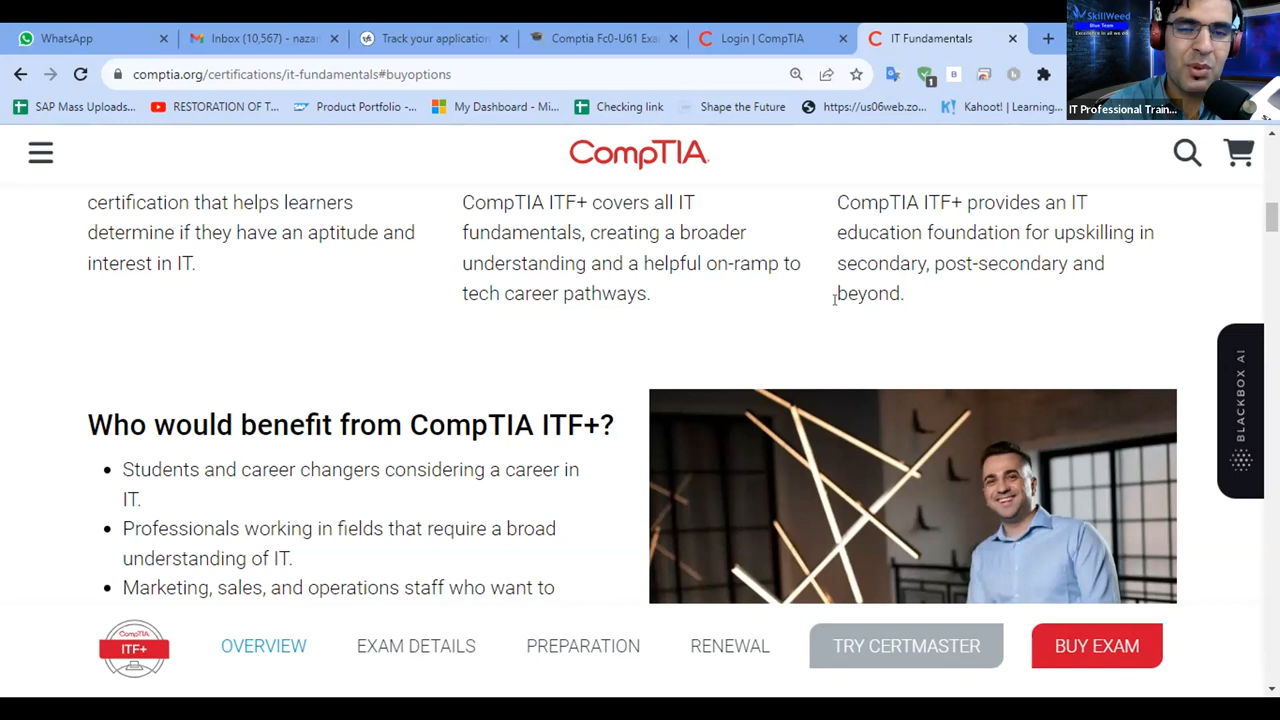 WhatsApp
Inbox (10,567) - nazar
Track your application
Comptia Fc0-U61 Exa
Login | CompTIA
IT Fundamentals
comptia.org/certifications/it-fundamentals#buyoptions
SkillWeed
Blue Team
IT Professional Train...
SAP Mass Uploads...
RESTORATION OF T...
Product Portfolio -...
My Dashboard - Mi...
Checking link
Shape the Future
https://us06web.zo...
Kahoot! | Learning...
CompTIA
certification that helps learners
determine if they have an aptitude and
interest in IT.
CompTIA ITF+ covers all IT
fundamentals, creating a broader
understanding and a helpful on-ramp to
tech career pathways.
CompTIA ITF+ provides an IT
education foundation for upskilling in
secondary, post-secondary and
beyond.
BLACKBOX AI
Who would benefit from CompTIA ITF+?
• Students and career changers considering a career in
IT.
• Professionals working in fields that require a broad
understanding of IT.
• Marketing, sales, and operations staff who want to
CompTIA
ITF+
OVERVIEW
EXAM DETAILS
PREPARATION
RENEWAL
TRY CERTMASTER
BUY EXAM